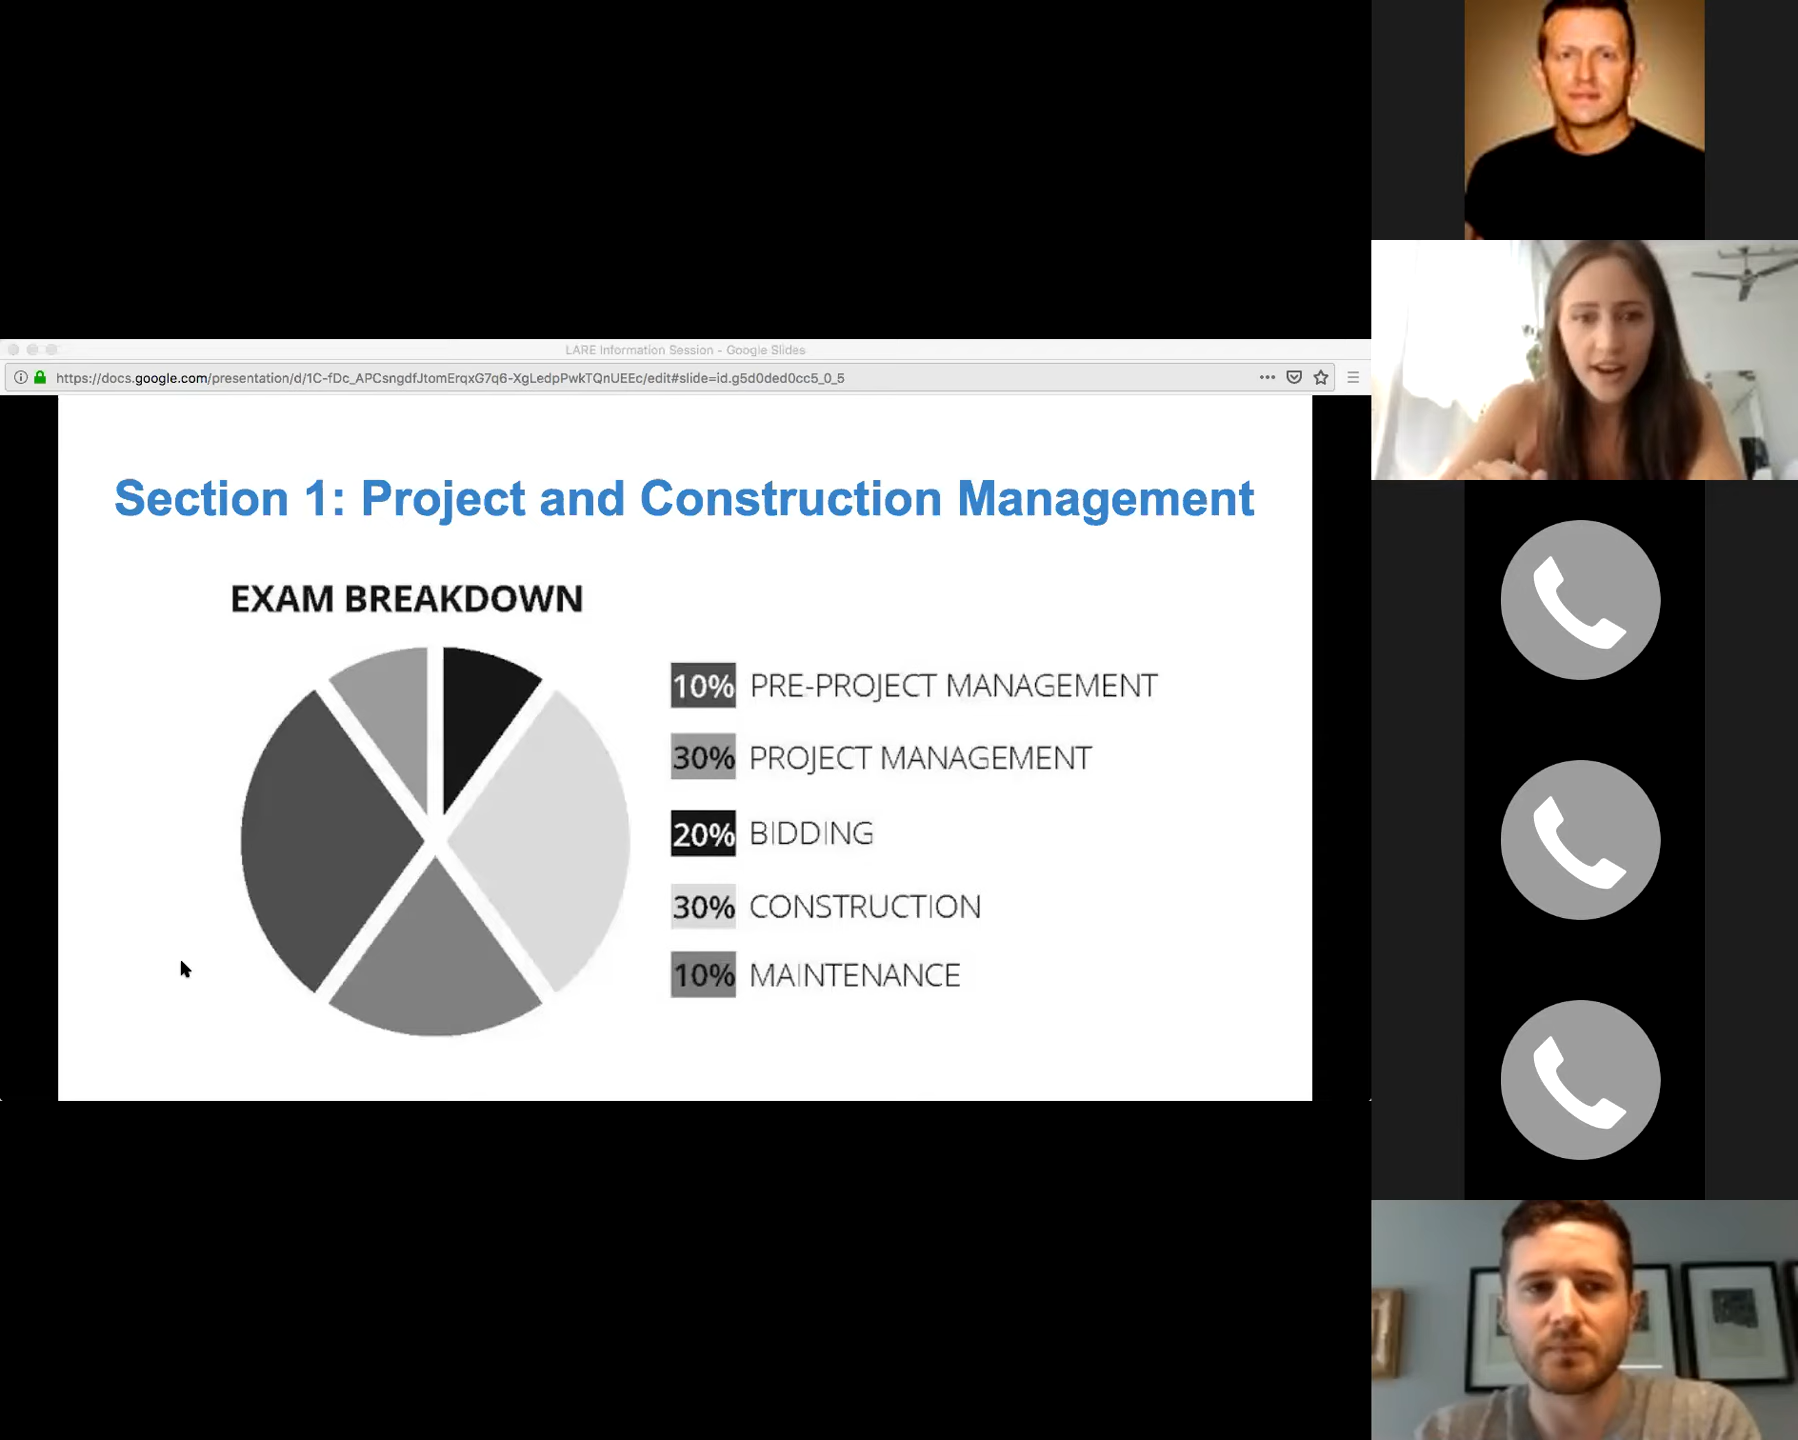 LARE Information Session - Google Slides
https://docs.google.com/presentation/d/1C-fDc_APCsngdfJtomErqxG7q6-XgLedpPwkTQnUEEc/edit#slide=id.g5d0ded0cc5_0_5
Section 1: Project and Construction Management
EXAM BREAKDOWN
10% PRE-PROJECT MANAGEMENT
30% PROJECT MANAGEMENT
20% BIDDING
30% CONSTRUCTION
10% MAINTENANCE